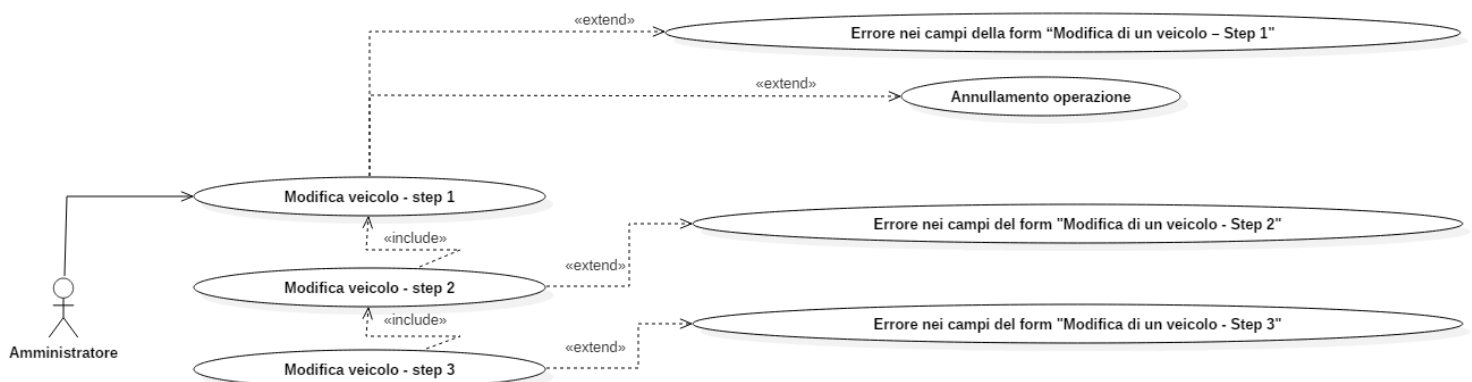 «extend»
Errore nei campi della form “Modifica di un veicolo – Step 1"
«extend»
Annullamento operazione
Modifica veicolo - step 1
«include»
Errore nei campi del form "Modifica di un veicolo - Step 2"
«extend»
Modifica veicolo - step 2
«include»
Errore nei campi del form "Modifica di un veicolo - Step 3"
«extend»
Amministratore
Modifica veicolo - step 3